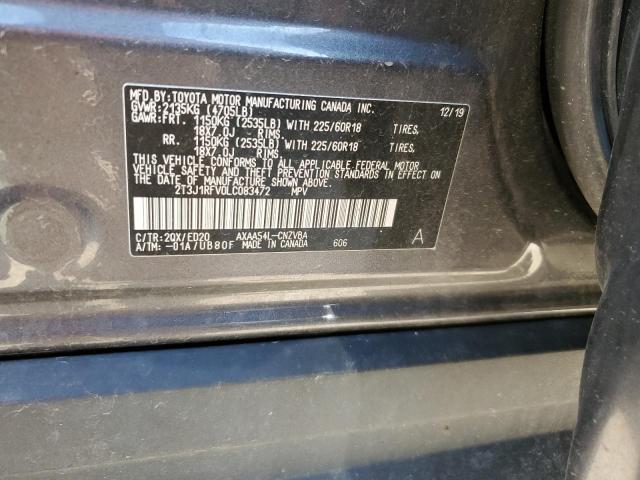 MFD.BY:TOYOTA MOTOR MANUFACTURING CANADA INC.
GVWR:2135KG (4705LB) 12/19
GAWR:FRT. 1150KG (2535LB) WITH 225/60R18 TIRES,
18X7.0J RIMS
RR. 1150KG (2535LB) WITH 225/60R18 TIRES,
18X7.0J RIMS
THIS VEHICLE CONFORMS TO ALL APPLICABLE FEDERAL MOTOR
VEHICLE SAFETY AND THEFT PREVENTION STANDARDS IN EFFECT ON
THE DATE OF MANUFACTURE SHOWN ABOVE.
2T3J1RFV0LC083472 MPV
C/TR:2QX/ED20 AXAA54L-CNZVBA A
A/TM:-01A/UB80F MADE IN CANADA 606